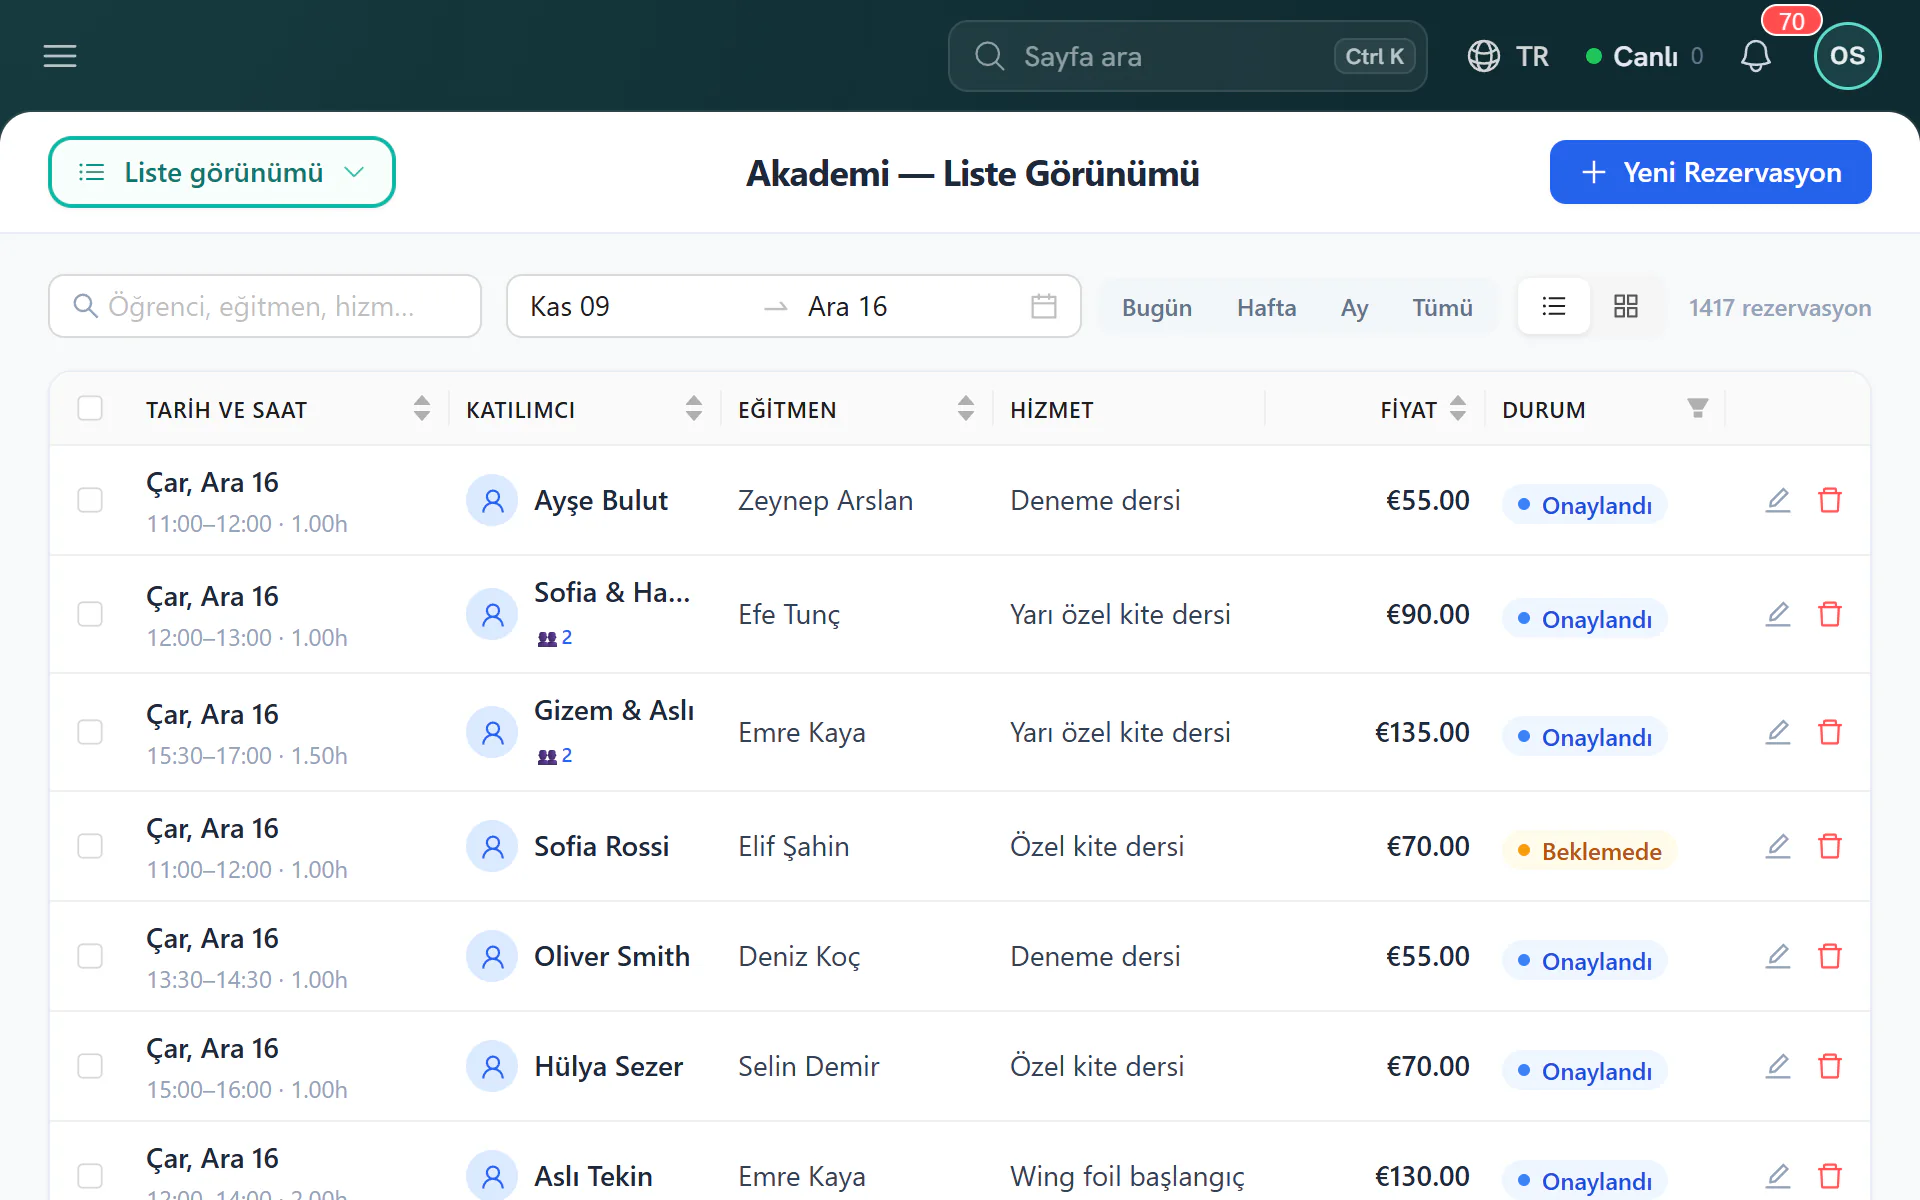 70
Sayfa ara
Ctrl K
TR
Canlı 0
OS
Liste görünümü
Akademi — Liste Görünümü
+ Yeni Rezervasyon
Öğrenci, eğitmen, hizm...
Kas 09
Ara 16
Bugün
Hafta
Ay
Tümü
1417 rezervasyon
TARİH VE SAAT
KATILIMCI
EĞİTMEN
HİZMET
FİYAT
DURUM
Çar, Ara 16
11:00–12:00 · 1.00h
Ayşe Bulut
Zeynep Arslan
Deneme dersi
€55.00
Onaylandı
Çar, Ara 16
12:00–13:00 · 1.00h
Sofia & Ha...
2
Efe Tunç
Yarı özel kite dersi
€90.00
Onaylandı
Çar, Ara 16
15:30–17:00 · 1.50h
Gizem & Aslı
2
Emre Kaya
Yarı özel kite dersi
€135.00
Onaylandı
Çar, Ara 16
11:00–12:00 · 1.00h
Sofia Rossi
Elif Şahin
Özel kite dersi
€70.00
Beklemede
Çar, Ara 16
13:30–14:30 · 1.00h
Oliver Smith
Deniz Koç
Deneme dersi
€55.00
Onaylandı
Çar, Ara 16
15:00–16:00 · 1.00h
Hülya Sezer
Selin Demir
Özel kite dersi
€70.00
Onaylandı
Çar, Ara 16
12:00–14:00 · 2.00h
Aslı Tekin
Emre Kaya
Wing foil başlangıç
€130.00
Onaylandı